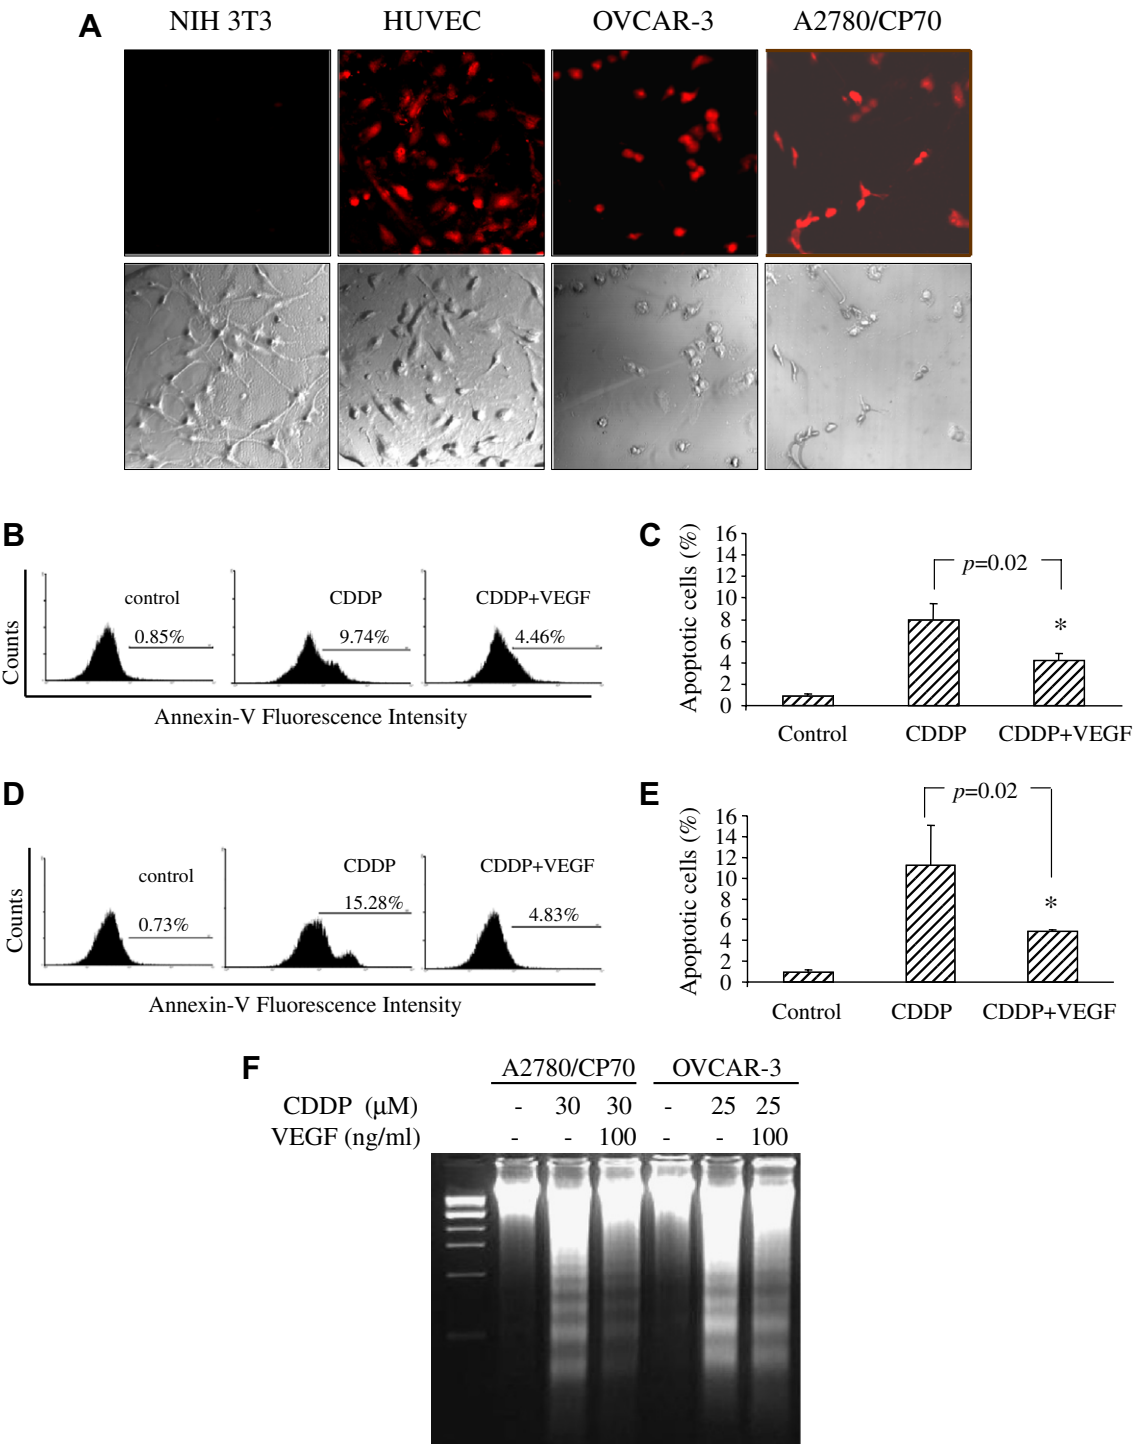 A
NIH 3T3 HUVEC OVCAR-3 A2780/CP70
B
Counts
control
0.85%
CDDP
9.74%
CDDP+VEGF
4.46%
Annexin-V Fluorescence Intensity
C
Apoptotic cells (%)
16
14
12
10
8
6
4
2
0
p=0.02
*
Control CDDP CDDP+VEGF
D
Counts
control
0.73%
CDDP
15.28%
CDDP+VEGF
4.83%
Annexin-V Fluorescence Intensity
E
Apoptotic cells (%)
16
14
12
10
8
6
4
2
0
p=0.02
*
Control CDDP CDDP+VEGF
F
A2780/CP70 OVCAR-3
CDDP (μM) - 30 30 - 25 25
VEGF (ng/ml) - - 100 - - 100